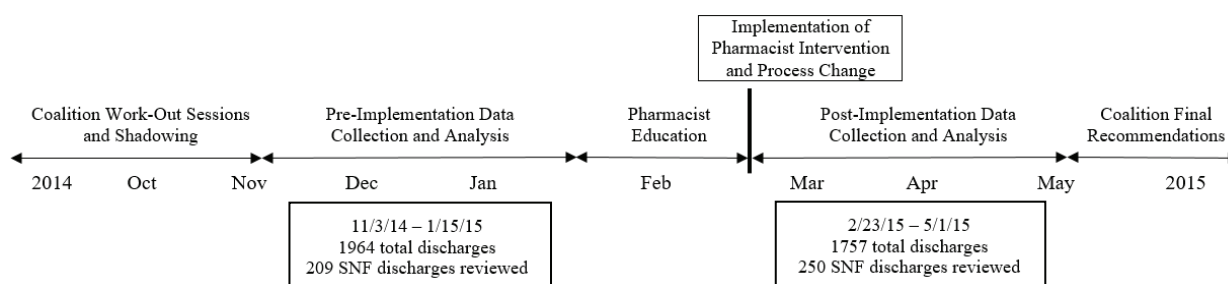 Implementation of
Pharmacist Intervention
and Process Change
Coalition Work-Out Sessions
and Shadowing
Pre-Implementation Data
Collection and Analysis
Pharmacist
Education
Post-Implementation Data
Collection and Analysis
Coalition Final
Recommendations
2014 Oct Nov Dec Jan Feb Mar Apr May 2015
11/3/14 – 1/15/15
1964 total discharges
209 SNF discharges reviewed
2/23/15 – 5/1/15
1757 total discharges
250 SNF discharges reviewed